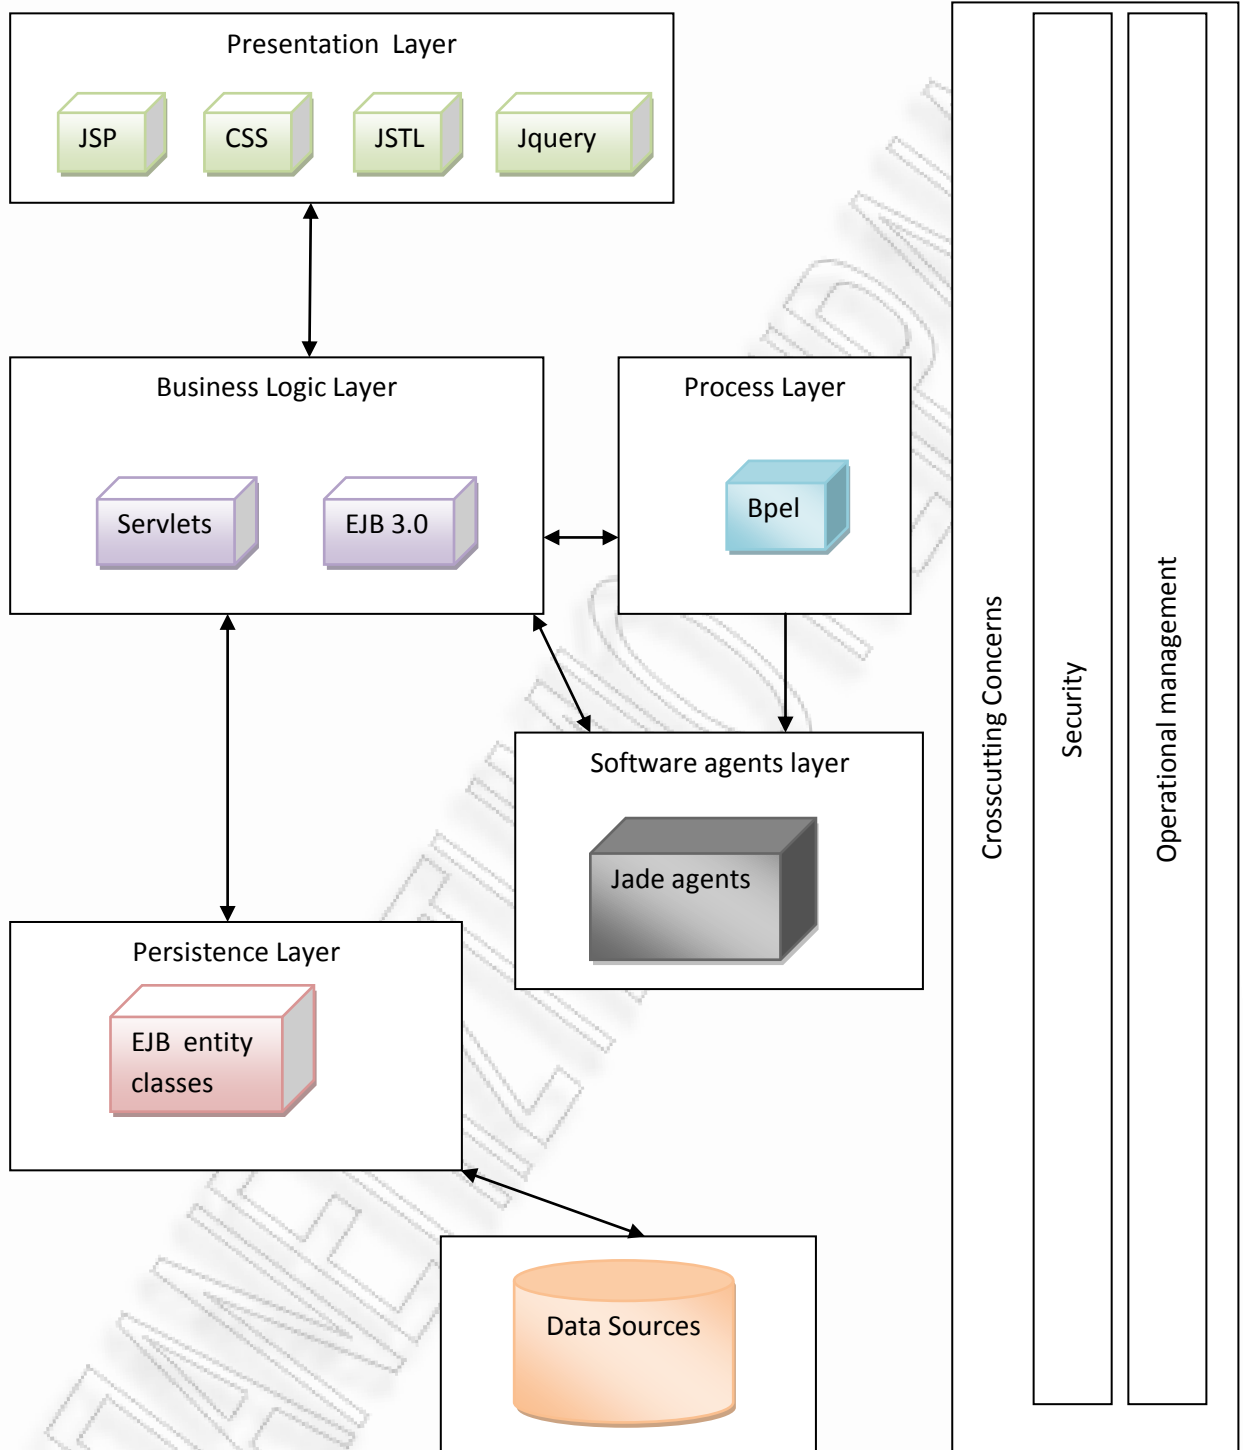 Presentation Layer
JSP
CSS
JSTL
Jquery
Business Logic Layer
Servlets
EJB 3.0
Process Layer
Bpel
Software agents layer
Jade agents
Persistence Layer
EJB entity
classes
Data Sources
Crosscutting Concerns
Security
Operational management